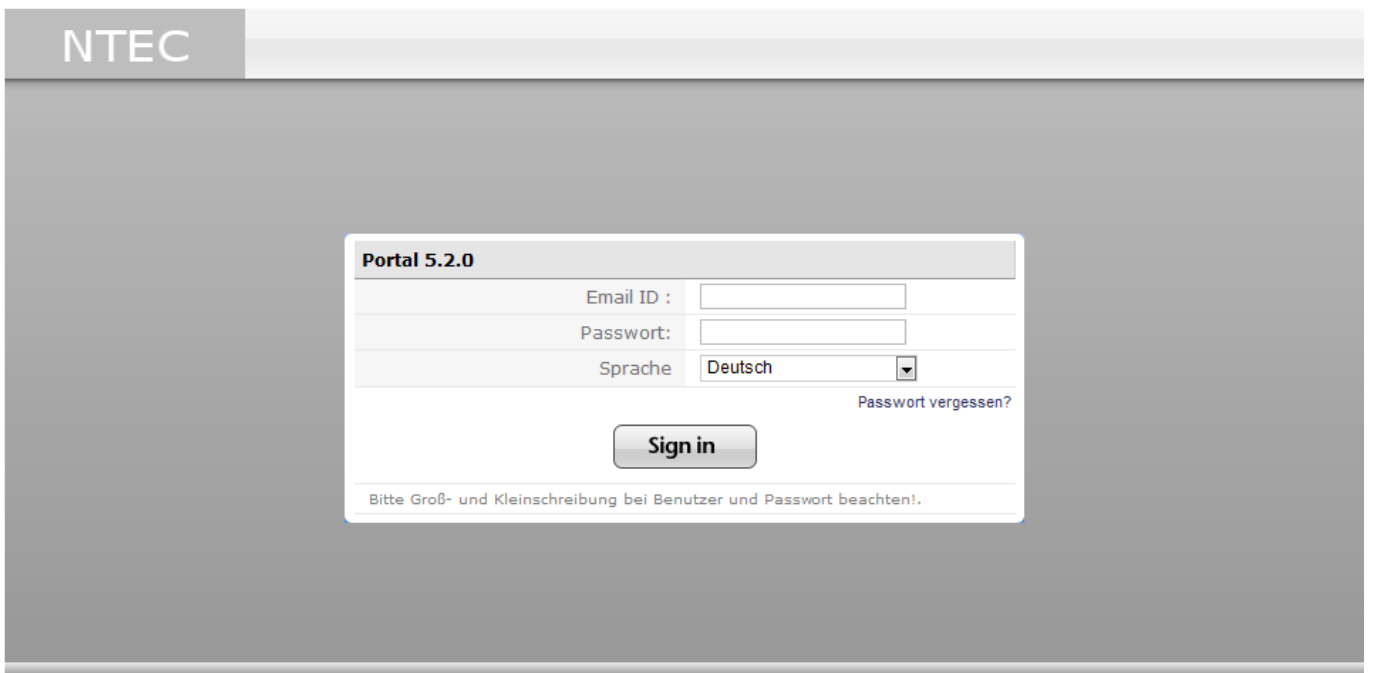 NTEC
Portal 5.2.0
Email ID :
Passwort:
Sprache Deutsch
Passwort vergessen?
Sign in
Bitte Groß- und Kleinschreibung bei Benutzer und Passwort beachten!.